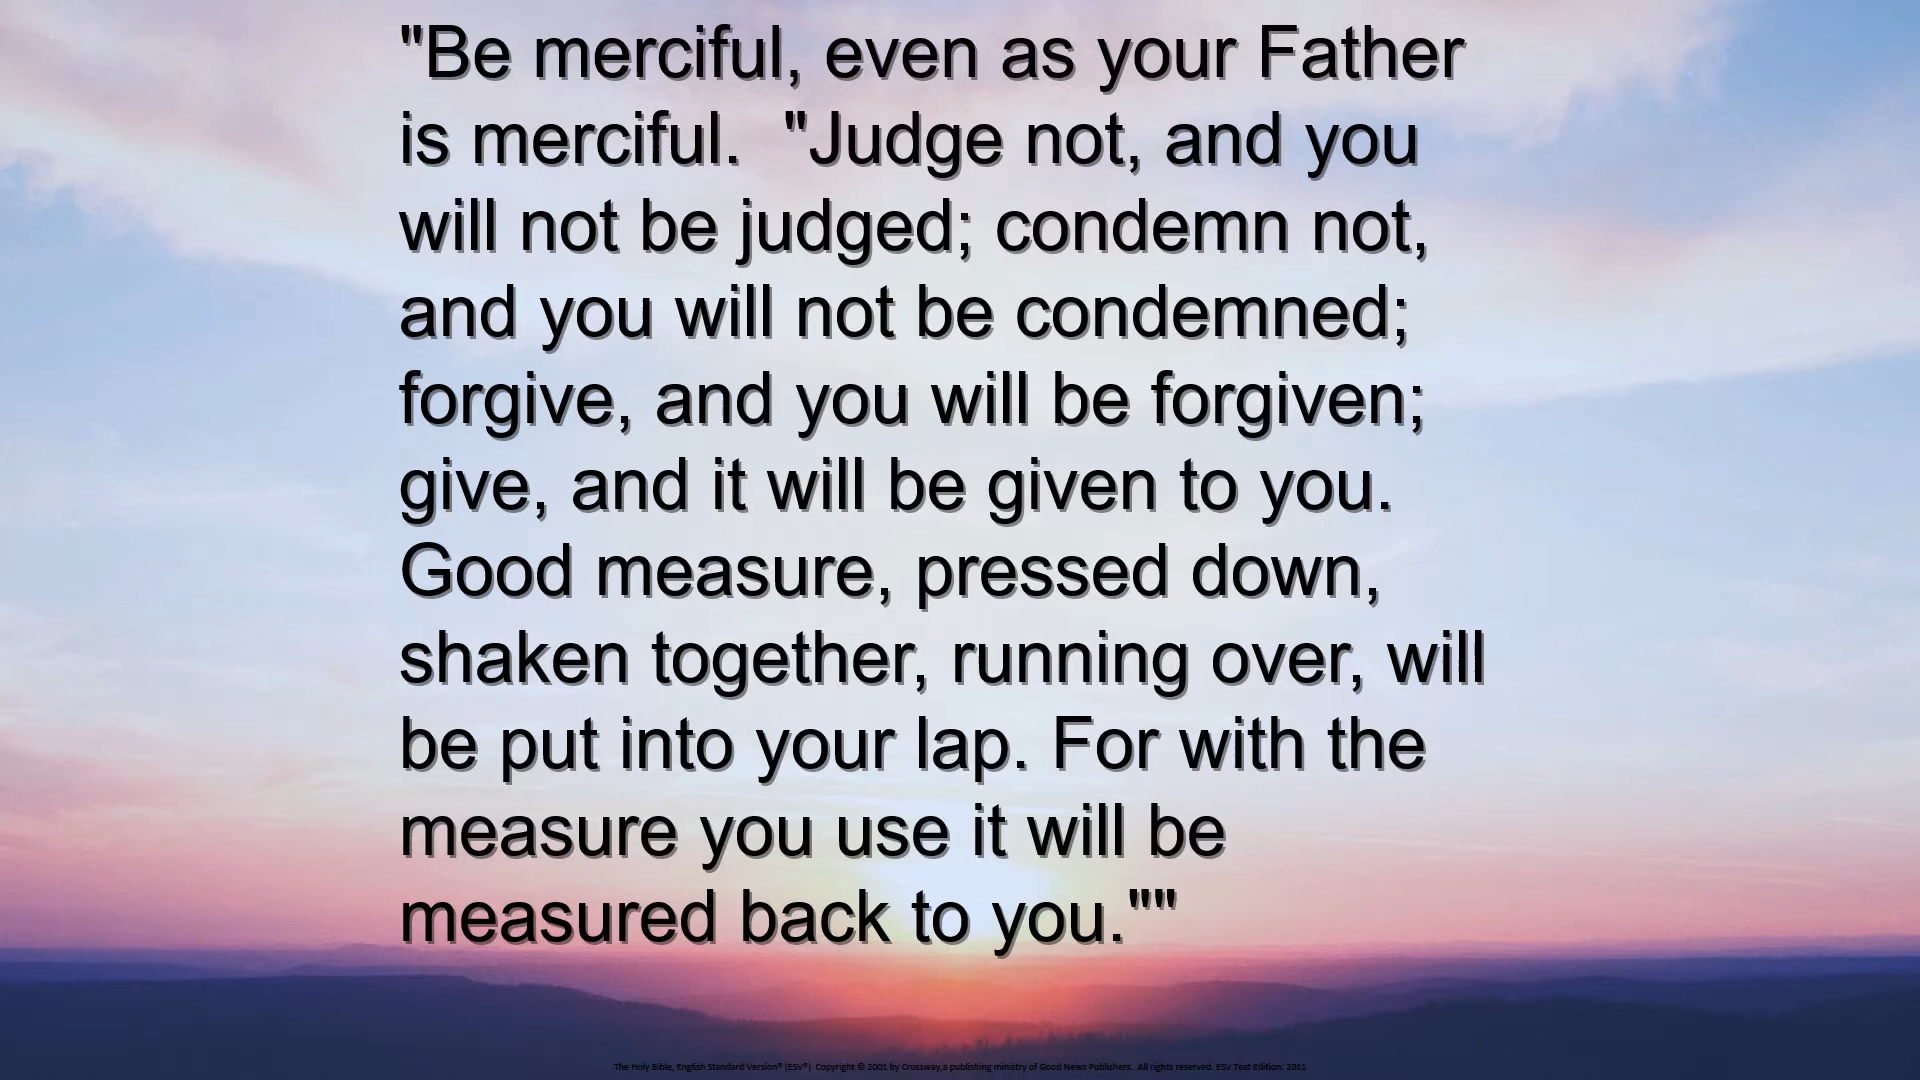 "Be merciful, even as your Father
is merciful.  "Judge not, and you
will not be judged; condemn not,
and you will not be condemned;
forgive, and you will be forgiven;
give, and it will be given to you.
Good measure, pressed down,
shaken together, running over, will
be put into your lap. For with the
measure you use it will be
measured back to you.""
The Holy Bible, English Standard Version® (ESV®)  Copyright © 2001 by Crossway,a publishing ministry of Good News Publishers.  All rights reserved. ESV Text Edition: 2011